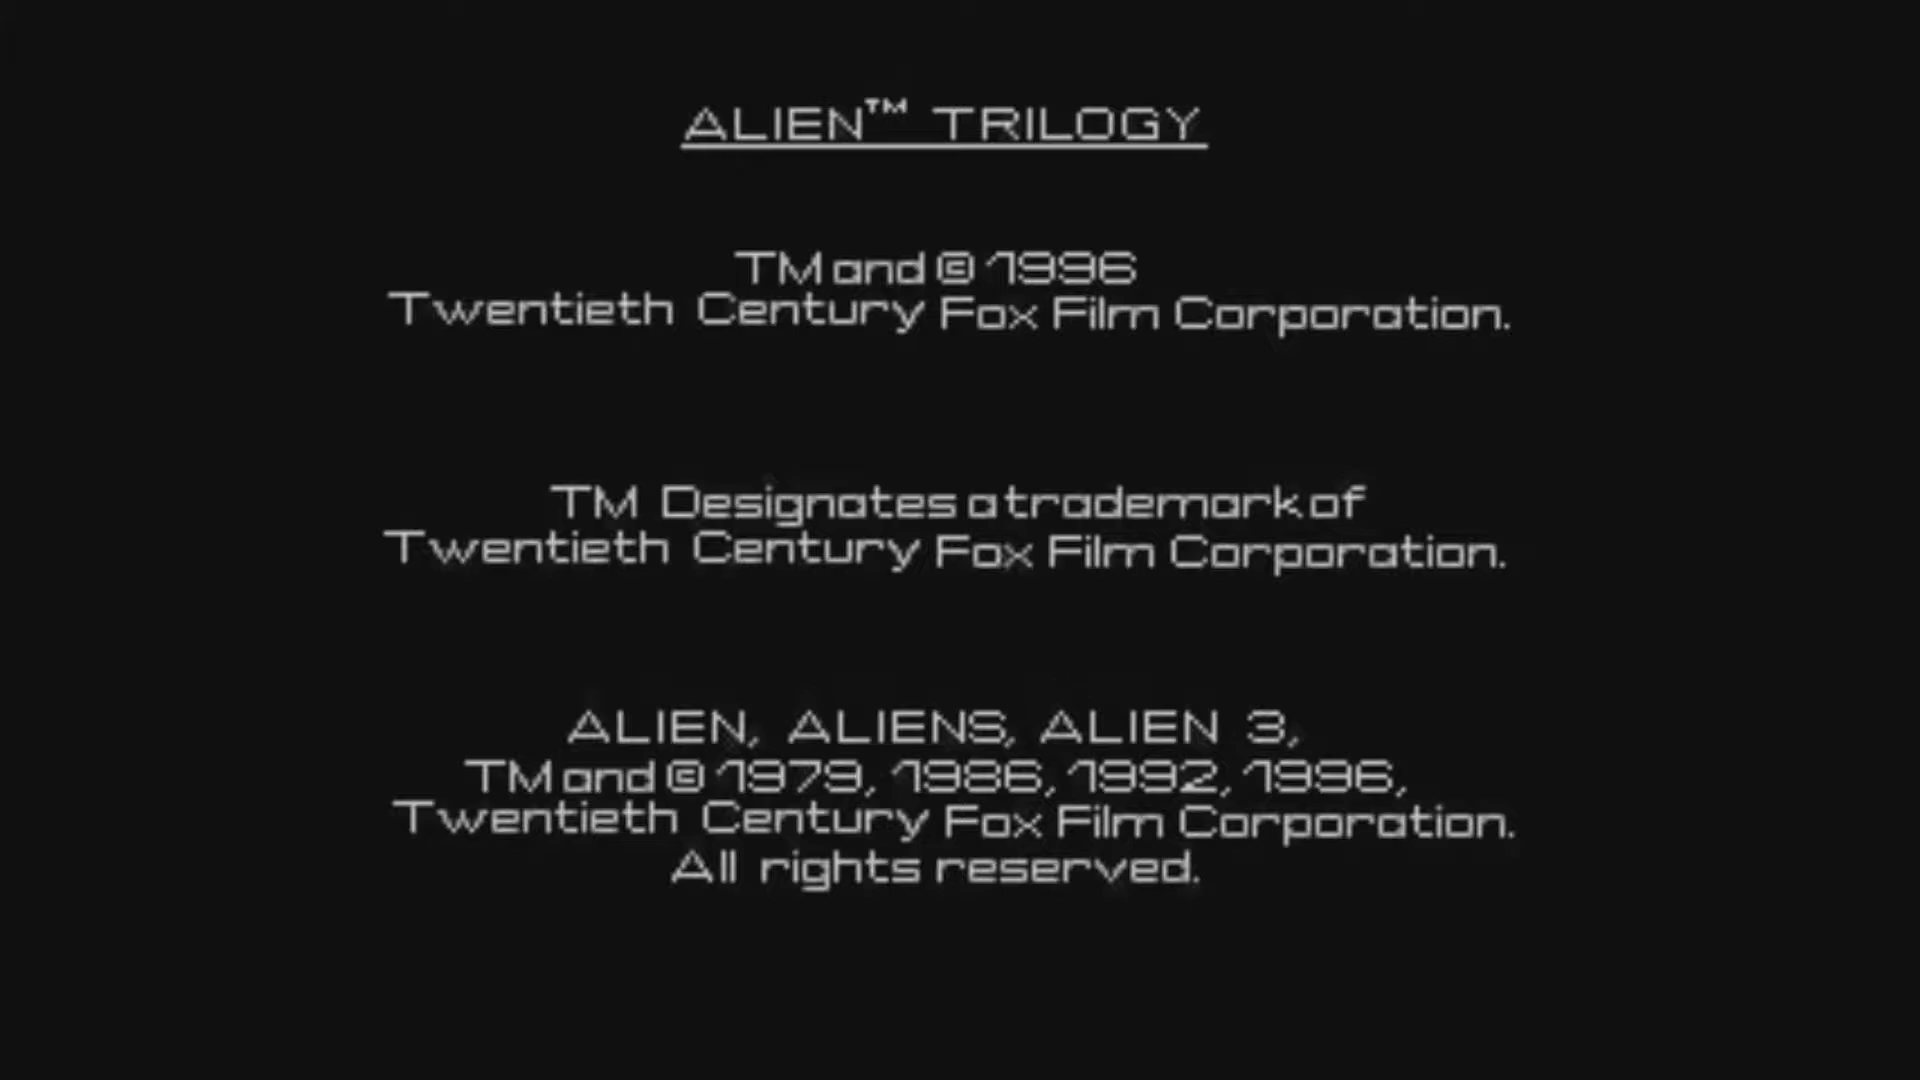 ALIEN™ TRILOGY
TM and © 1996
Twentieth Century Fox Film Corporation.
TM Designates a trademark of
Twentieth Century Fox Film Corporation.
ALIEN, ALIENS, ALIEN 3,
TM and © 1979, 1986, 1992, 1996,
Twentieth Century Fox Film Corporation.
All rights reserved.